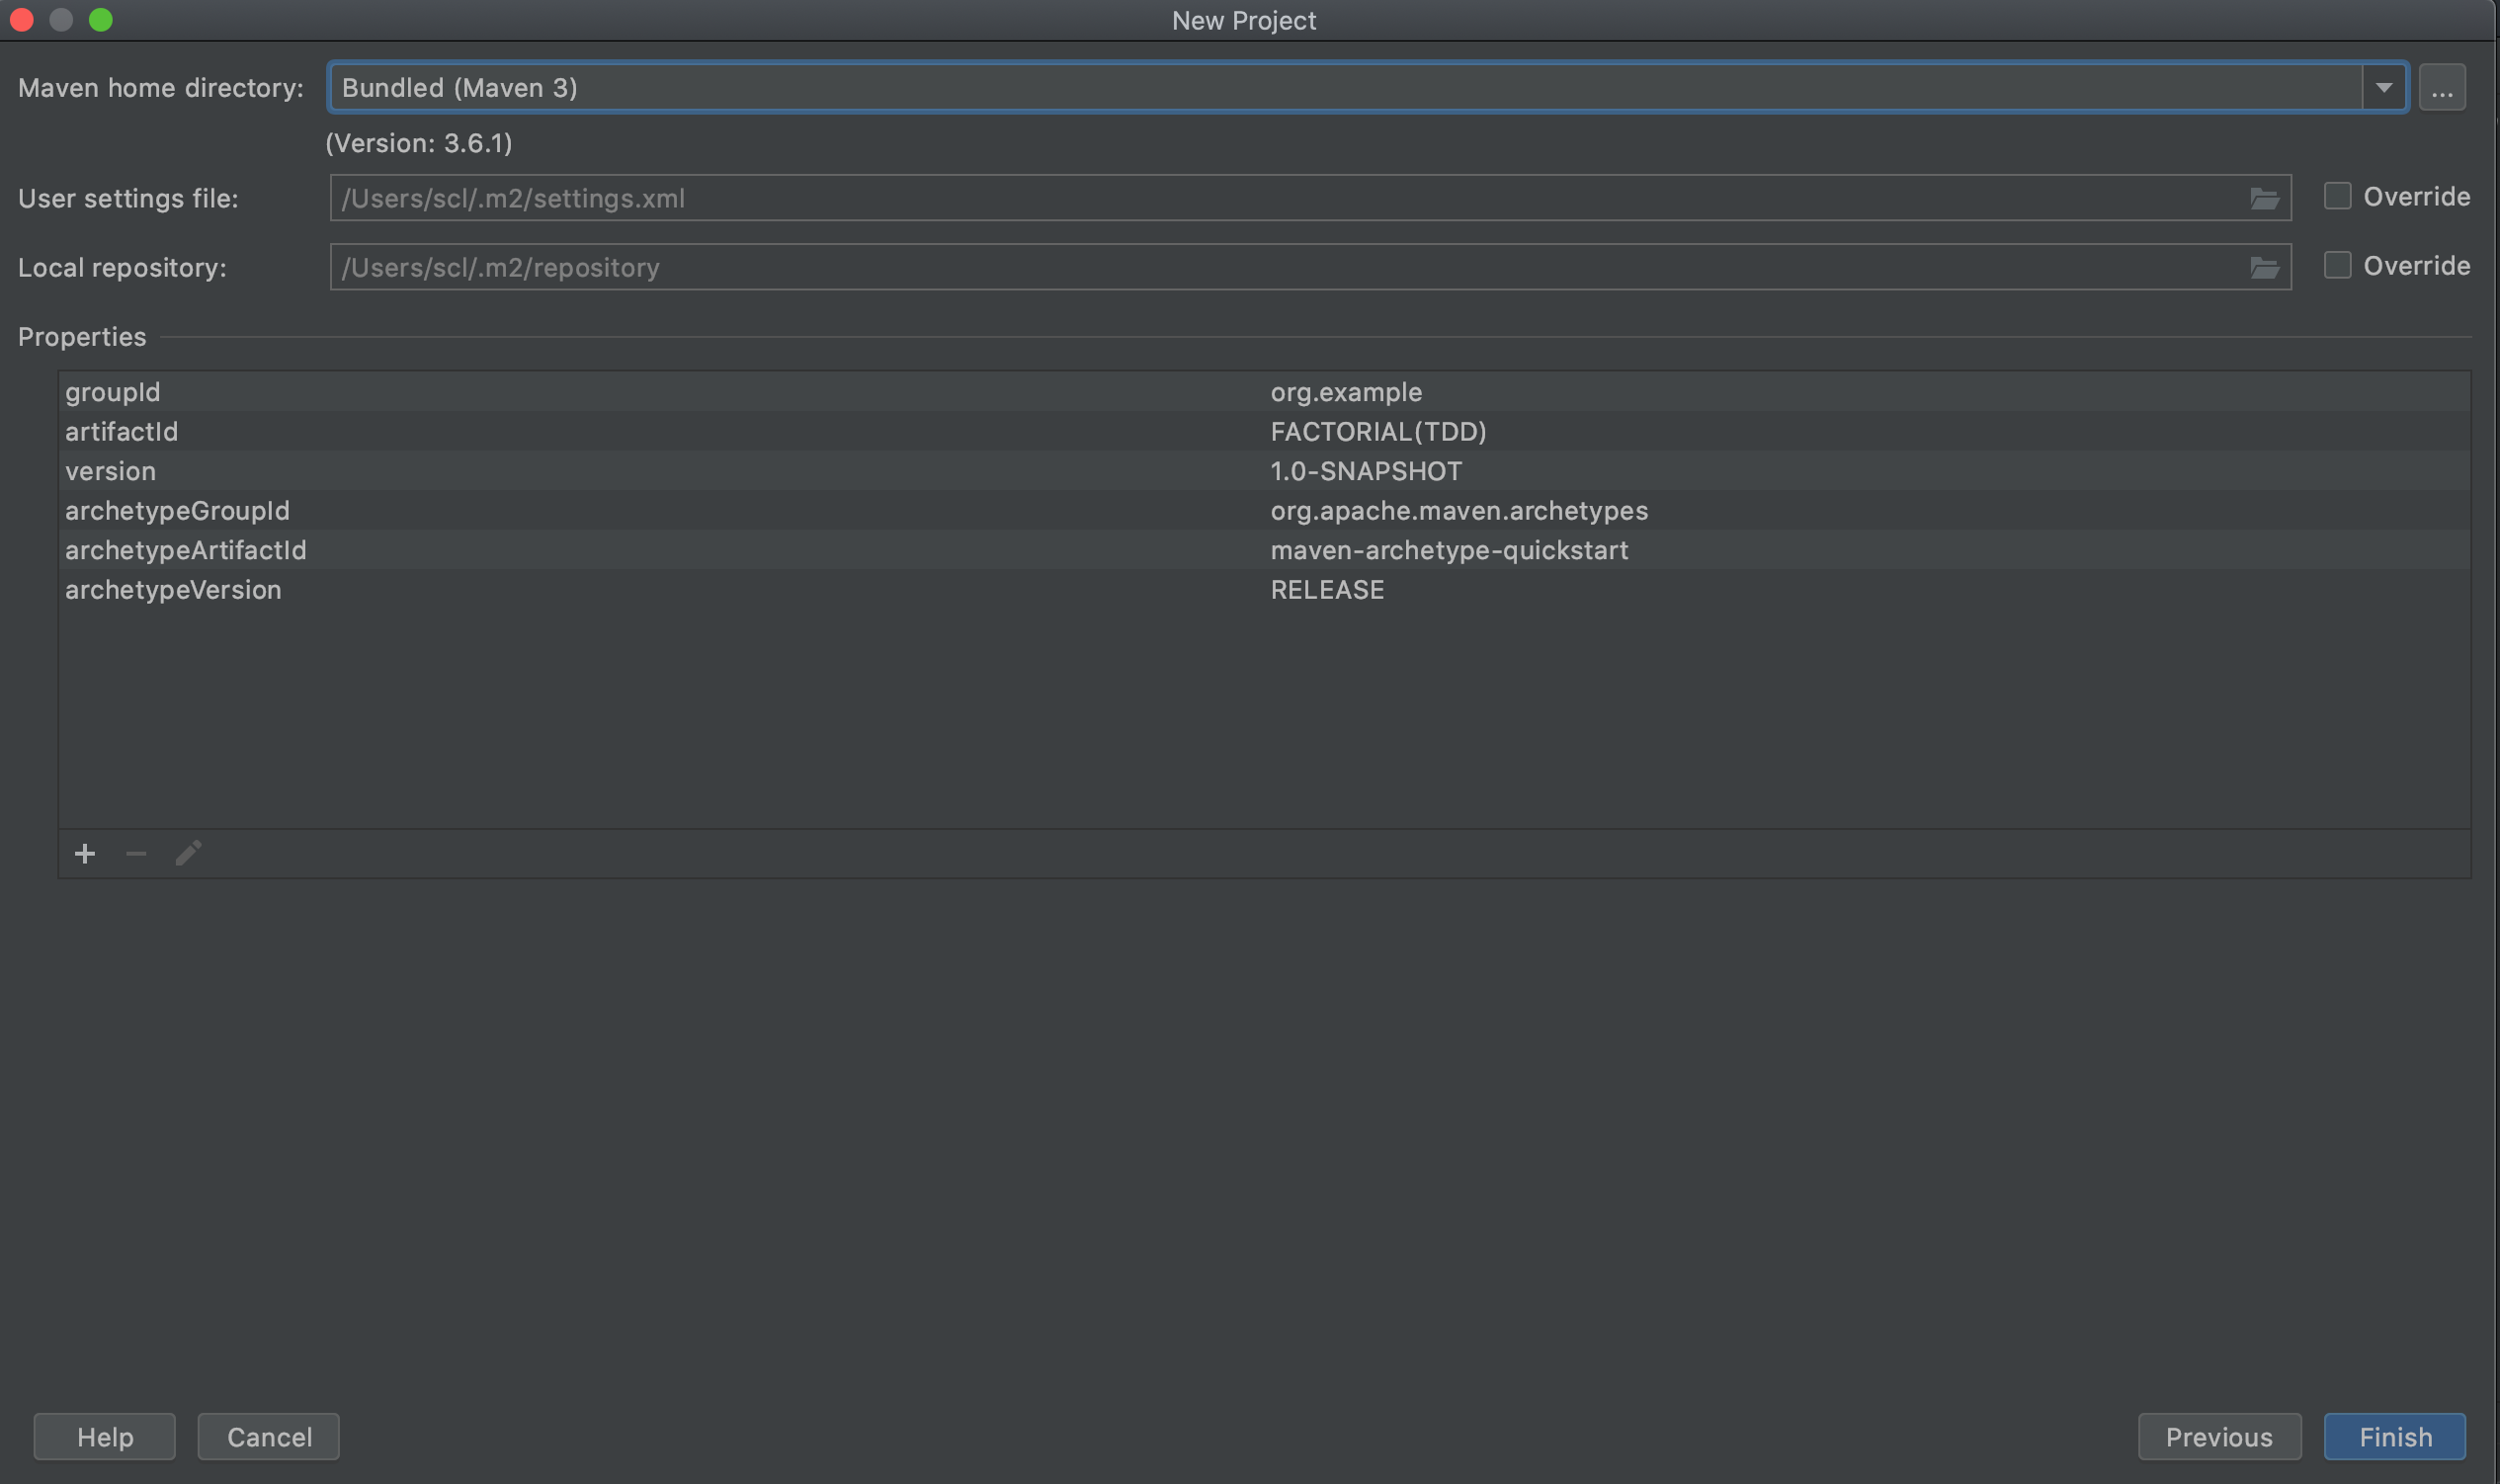 New Project
Maven home directory: Bundled (Maven 3) ...
(Version: 3.6.1)
User settings file: /Users/scl/.m2/settings.xml Override
Local repository: /Users/scl/.m2/repository Override
Properties
groupId org.example
artifactId FACTORIAL(TDD)
version 1.0-SNAPSHOT
archetypeGroupId org.apache.maven.archetypes
archetypeArtifactId maven-archetype-quickstart
archetypeVersion RELEASE
Help Cancel Previous Finish